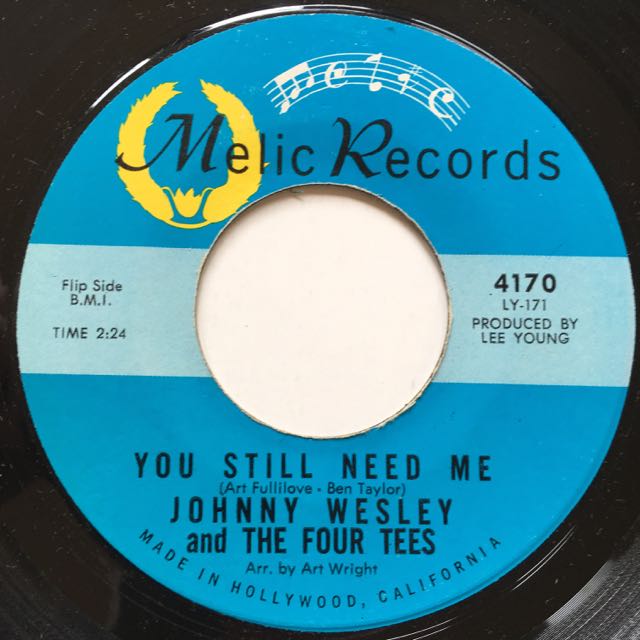 Melic
Melic Records
Flip Side
B.M.I.
TIME 2:24
4170
LY-171
PRODUCED BY
LEE YOUNG
YOU STILL NEED ME
(Art Fullilove - Ben Taylor)
JOHNNY WESLEY
and THE FOUR TEES
Arr. by Art Wright
MADE IN HOLLYWOOD, CALIFORNIA